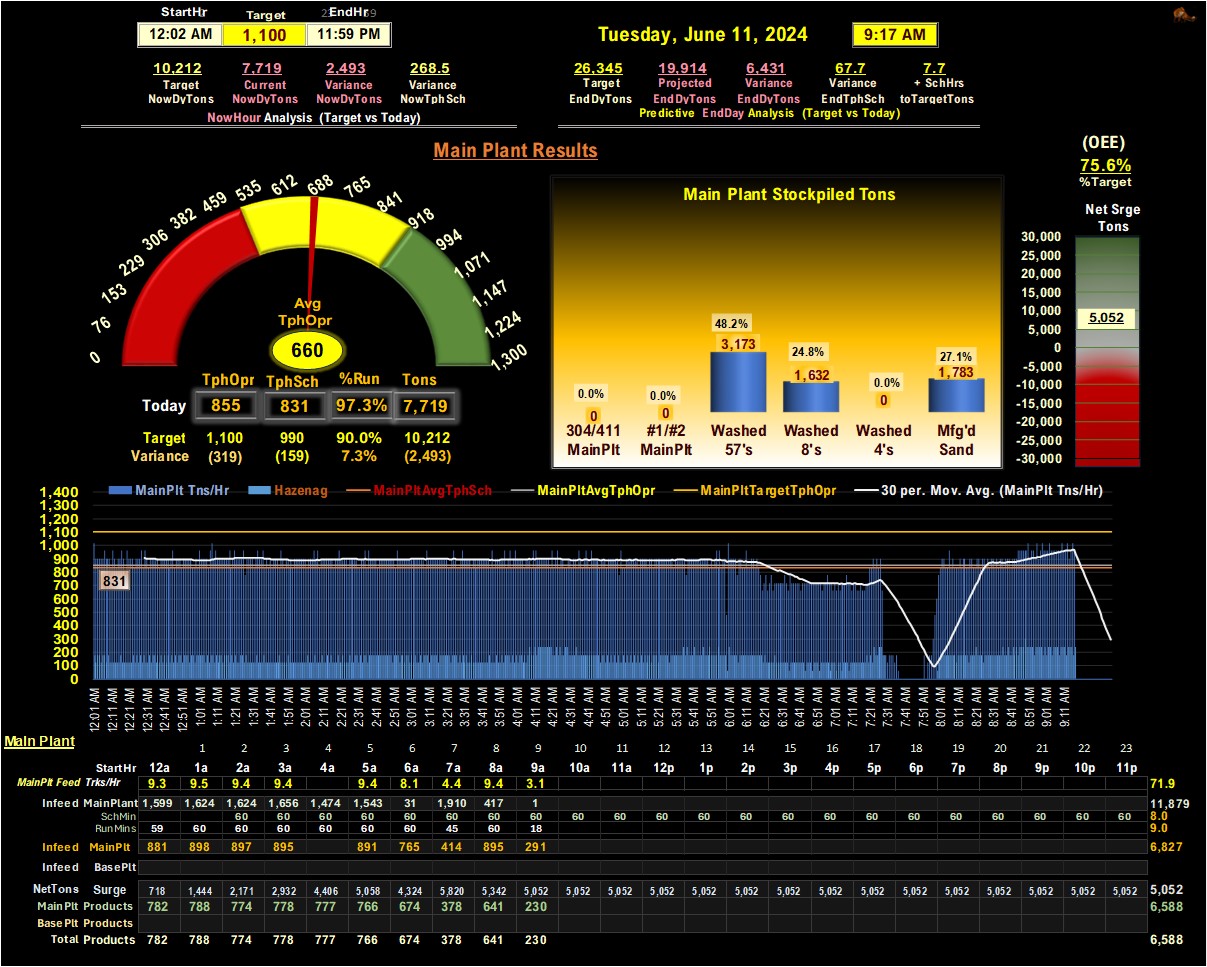 StartHr Target EndHr
12:02 AM 1,100 11:59 PM
Tuesday, June 11, 2024 9:17 AM
10,212 7,719 2,493 268.5
Target Current Variance Variance
NowDyTons NowDyTons NowDyTons NowTphSch
NowHour Analysis (Target vs Today)
26,345 19,914 6,431 67.7 7.7
Target Projected Variance Variance + SchHrs
EndDyTons EndDyTons EndDyTons EndTphSch toTargetTons
Predictive EndDay Analysis (Target vs Today)
Main Plant Results
(OEE)
75.6%
%Target
0 76 153 229 306 382 459 535 612 688 765 841 918 994 1,071 1,147 1,224 1,300
Avg
TphOpr
660
TphOpr TphSch %Run Tons
Today 855 831 97.3% 7,719
Target 1,100 990 90.0% 10,212
Variance (319) (159) 7.3% (2,493)
Main Plant Stockpiled Tons
0.0% 0.0% 48.2% 24.8% 0.0% 27.1%
0 0 3,173 1,632 0 1,783
304/411 #1/#2 Washed Washed Washed Mfg'd
MainPlt MainPlt 57's 8's 4's Sand
Net Srge
Tons
30,000
25,000
20,000
15,000
10,000
5,052
5,000
0
-5,000
-10,000
-15,000
-20,000
-25,000
-30,000
MainPlt Tns/Hr Hazenag MainPltAvgTphSch MainPltAvgTphOpr MainPltTargetTphOpr 30 per. Mov. Avg. (MainPlt Tns/Hr)
1,400
1,300
1,200
1,100
1,000
900
800
831
700
600
500
400
300
200
100
0
12:01 AM 12:11 AM 12:21 AM 12:31 AM 12:41 AM 12:51 AM 1:01 AM 1:11 AM 1:21 AM 1:31 AM 1:41 AM 1:51 AM 2:01 AM 2:11 AM 2:21 AM 2:31 AM 2:41 AM 2:51 AM 3:01 AM 3:11 AM 3:21 AM 3:31 AM 3:41 AM 3:51 AM 4:01 AM 4:11 AM 4:21 AM 4:31 AM 4:41 AM 4:51 AM 5:01 AM 5:11 AM 5:21 AM 5:31 AM 5:41 AM 5:51 AM 6:01 AM 6:11 AM 6:21 AM 6:31 AM 6:41 AM 6:51 AM 7:01 AM 7:11 AM 7:21 AM 7:31 AM 7:41 AM 7:51 AM 8:01 AM 8:11 AM 8:21 AM 8:31 AM 8:41 AM 8:51 AM 9:01 AM 9:11 AM
Main Plant
1 2 3 4 5 6 7 8 9 10 11 12 13 14 15 16 17 18 19 20 21 22 23
StartHr 12a 1a 2a 3a 4a 5a 6a 7a 8a 9a 10a 11a 12p 1p 2p 3p 4p 5p 6p 7p 8p 9p 10p 11p
MainPlt Feed Trks/Hr 9.3 9.5 9.4 9.4 9.4 8.1 4.4 9.4 3.1 71.9
Infeed MainPlant 1,599 1,624 1,624 1,656 1,474 1,543 31 1,910 417 1 11,879
SchMin 60 60 60 60 60 60 60 60 60 60 60 60 60 60 60 60 60 60 60 60 60 60 8.0
RunMins 59 60 60 60 60 60 60 45 60 18 9.0
Infeed MainPlt 881 898 897 895 891 765 414 895 291 6,827
Infeed BasePlt
NetTons Surge 718 1,444 2,171 2,932 4,406 5,058 4,324 5,820 5,342 5,052 5,052 5,052 5,052 5,052 5,052 5,052 5,052 5,052 5,052 5,052 5,052 5,052 5,052 5,052 5,052
MainPlt Products 782 788 774 778 777 766 674 378 641 230 6,588
BasePlt Products
Total Products 782 788 774 778 777 766 674 378 641 230 6,588